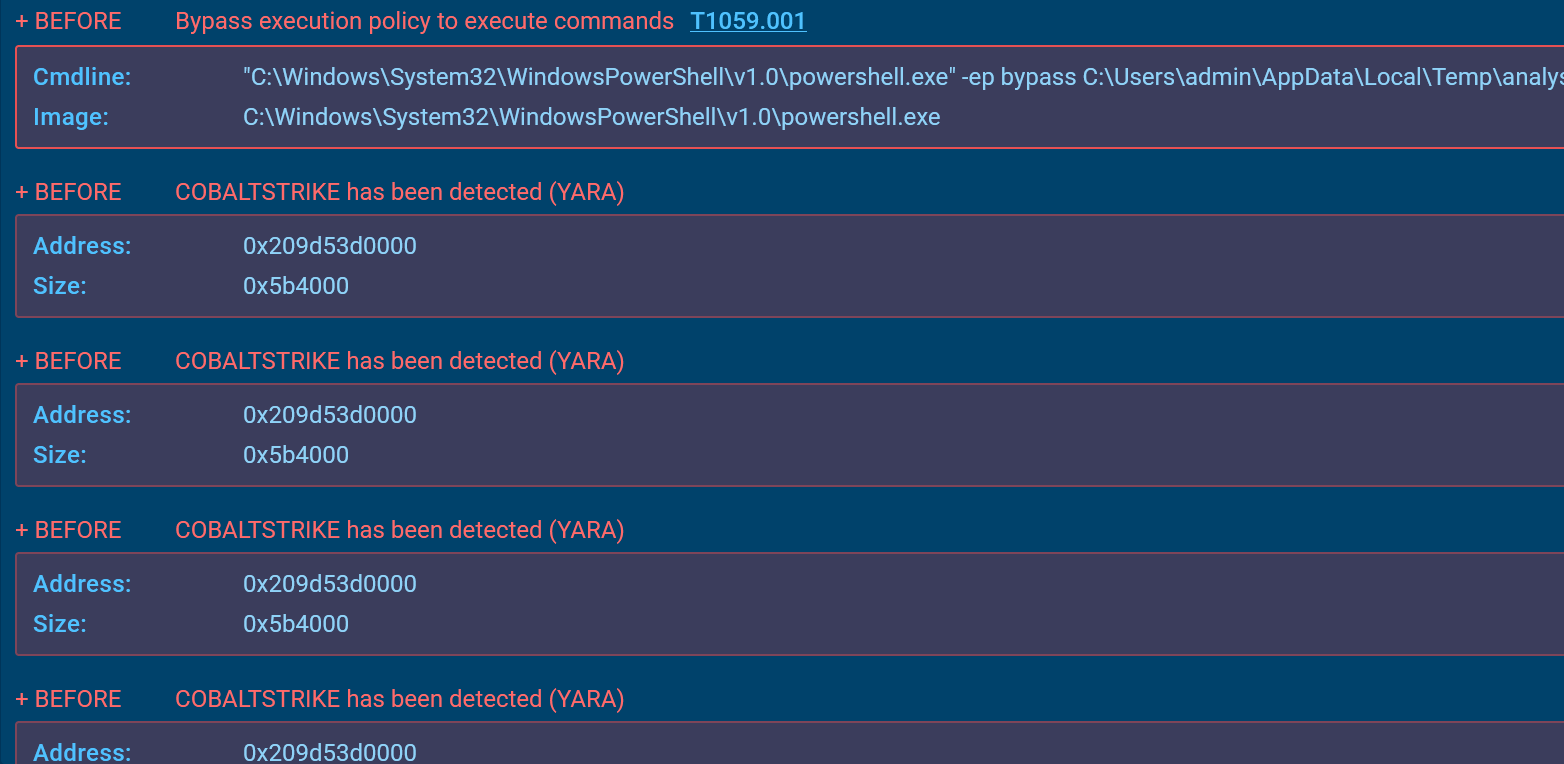 + BEFORE Bypass execution policy to execute commands T1059.001
Cmdline: "C:\Windows\System32\WindowsPowerShell\v1.0\powershell.exe" -ep bypass C:\Users\admin\AppData\Local\Temp\analys
Image: C:\Windows\System32\WindowsPowerShell\v1.0\powershell.exe
+ BEFORE COBALTSTRIKE has been detected (YARA)
Address: 0x209d53d0000
Size: 0x5b4000
+ BEFORE COBALTSTRIKE has been detected (YARA)
Address: 0x209d53d0000
Size: 0x5b4000
+ BEFORE COBALTSTRIKE has been detected (YARA)
Address: 0x209d53d0000
Size: 0x5b4000
+ BEFORE COBALTSTRIKE has been detected (YARA)
Address: 0x209d53d0000